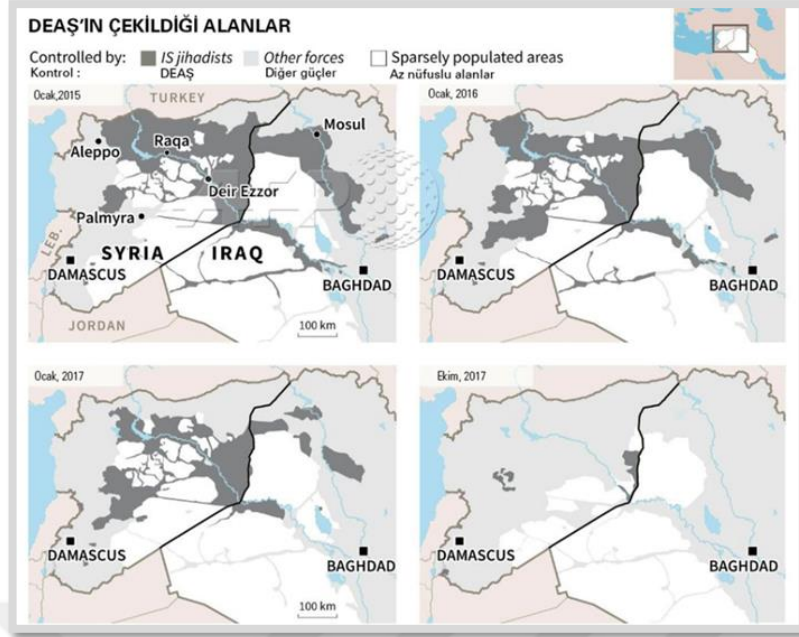 DEAŞ'IN ÇEKİLDİĞİ ALANLAR
Controlled by: IS jihadists Other forces Sparsely populated areas
Kontrol : DEAŞ Diğer güçler Az nüfuslu alanlar
Ocak,2015
TURKEY
Mosul
Raqa
Aleppo
Deir Ezzor
Palmyra
LEB.
SYRIA
IRAQ
DAMASCUS
BAGHDAD
JORDAN
100 km
AFP
Ocak, 2016
DAMASCUS
BAGHDAD
Ocak, 2017
DAMASCUS
BAGHDAD
100 km
Ekim, 2017
DAMASCUS
BAGHDAD